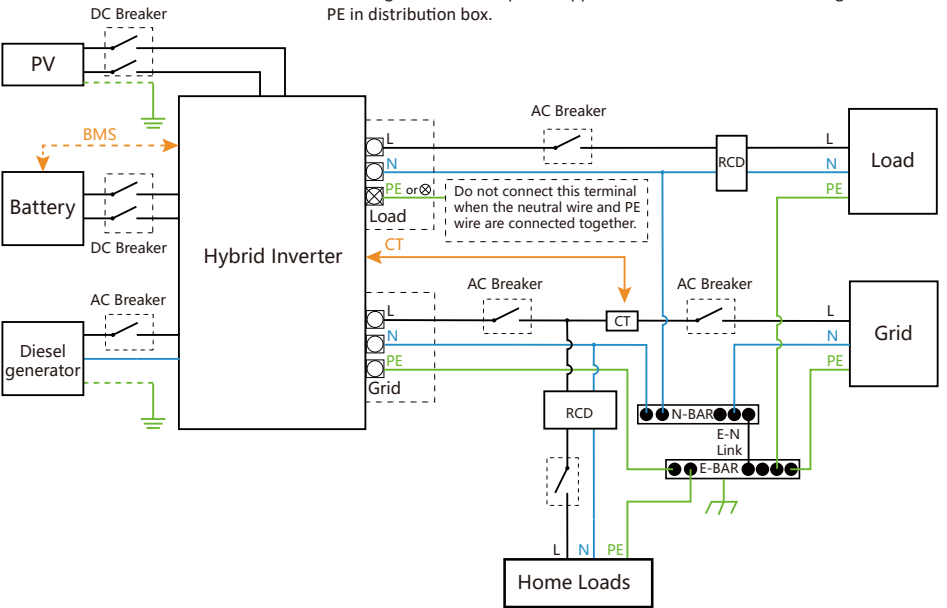 PE in distribution box.
DC Breaker
PV
BMS
Battery
DC Breaker
AC Breaker
Diesel
generator
Hybrid Inverter
L
N
PE or⊗
Load
Do not connect this terminal
when the neutral wire and PE
wire are connected together.
AC Breaker
RCD
L
N
PE
Load
CT
L
N
PE
Grid
AC Breaker
CT
AC Breaker
L
N
PE
Grid
RCD
N-BAR
E-N
Link
E-BAR
L N PE
Home Loads